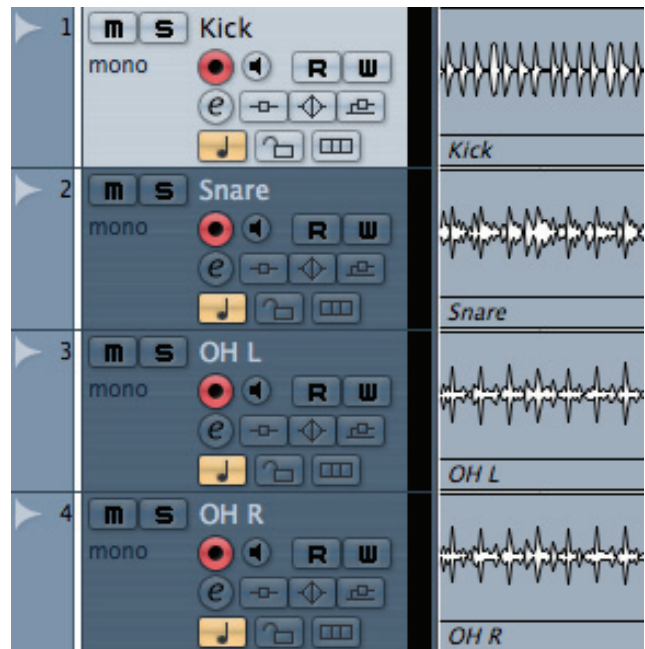 1 m S Kick
mono
R W
e
Kick
2 m S Snare
mono
R W
e
Snare
3 m S OH L
mono
R W
e
OH L
4 m S OH R
mono
R W
e
OH R